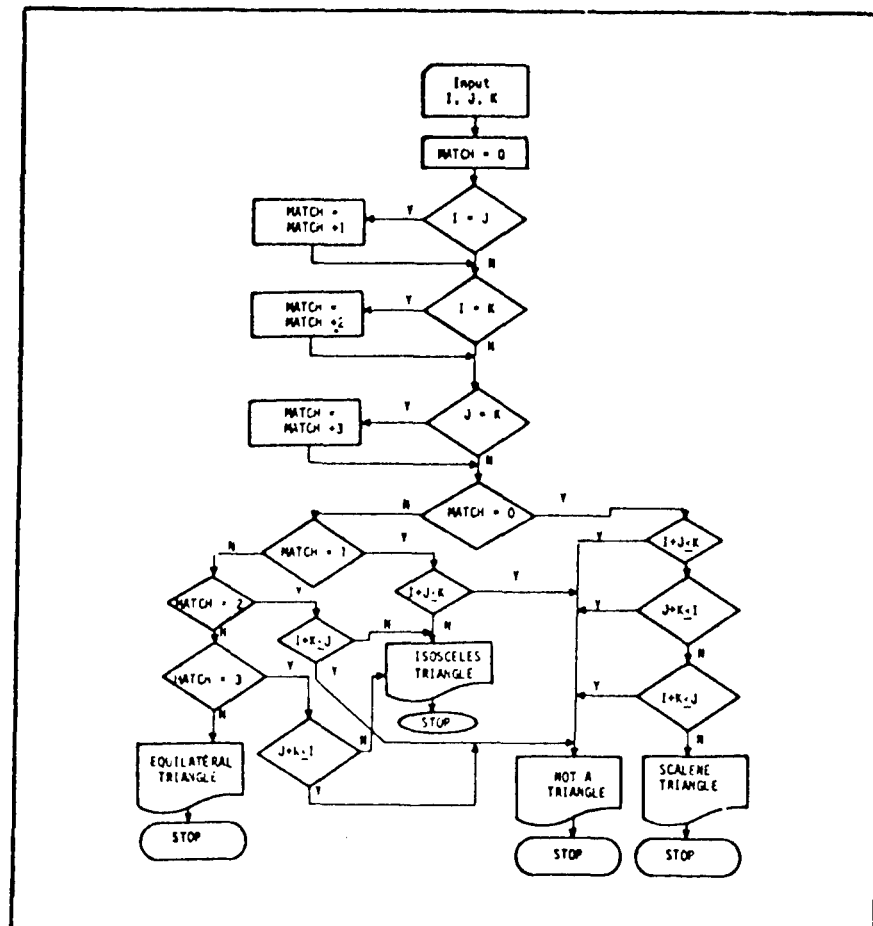 Input
I, J, K
MATCH = 0
I = J
Y
MATCH =
MATCH +1
N
I = K
Y
MATCH =
MATCH +2
N
J = K
Y
MATCH =
MATCH +3
N
MATCH = 0
N
Y
MATCH = 1
N
Y
I+J≤K
Y
MATCH = 2
Y
N
I+J≤K
Y
N
J+K≤I
Y
N
I+K≤J
N
Y
ISOSCELES
TRIANGLE
STOP
MATCH = 3
Y
N
I+K≤J
Y
N
J+K≤I
N
Y
EQUILATERAL
TRIANGLE
STOP
NOT A
TRIANGLE
STOP
SCALENE
TRIANGLE
STOP